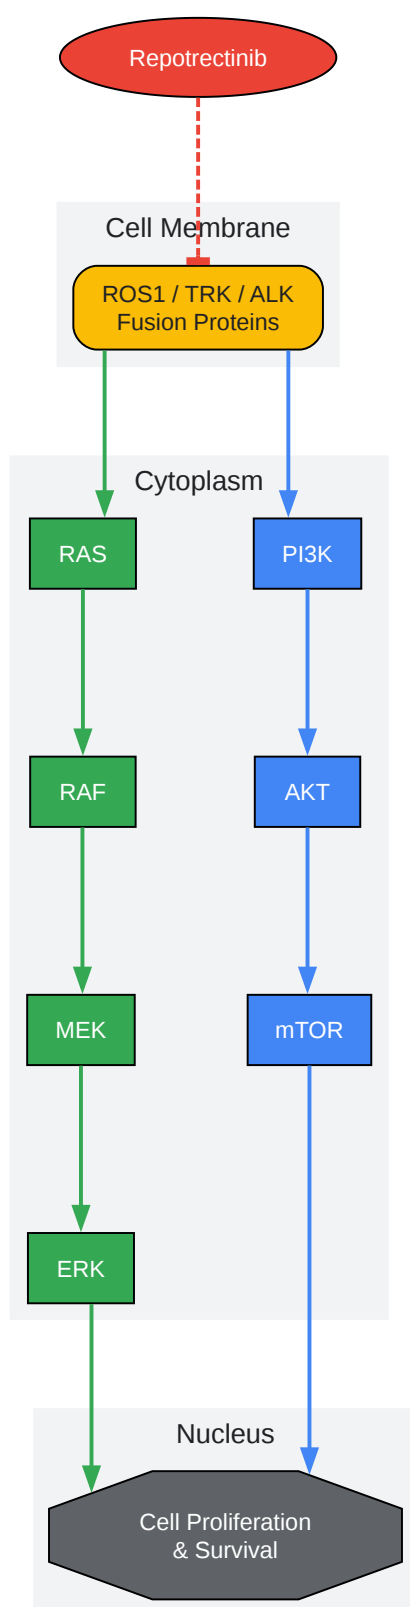 Repotrectinib
Cell Membrane
ROS1 / TRK / ALK
Fusion Proteins
Cytoplasm
RAS
PI3K
RAF
AKT
MEK
mTOR
ERK
Nucleus
Cell Proliferation
& Survival